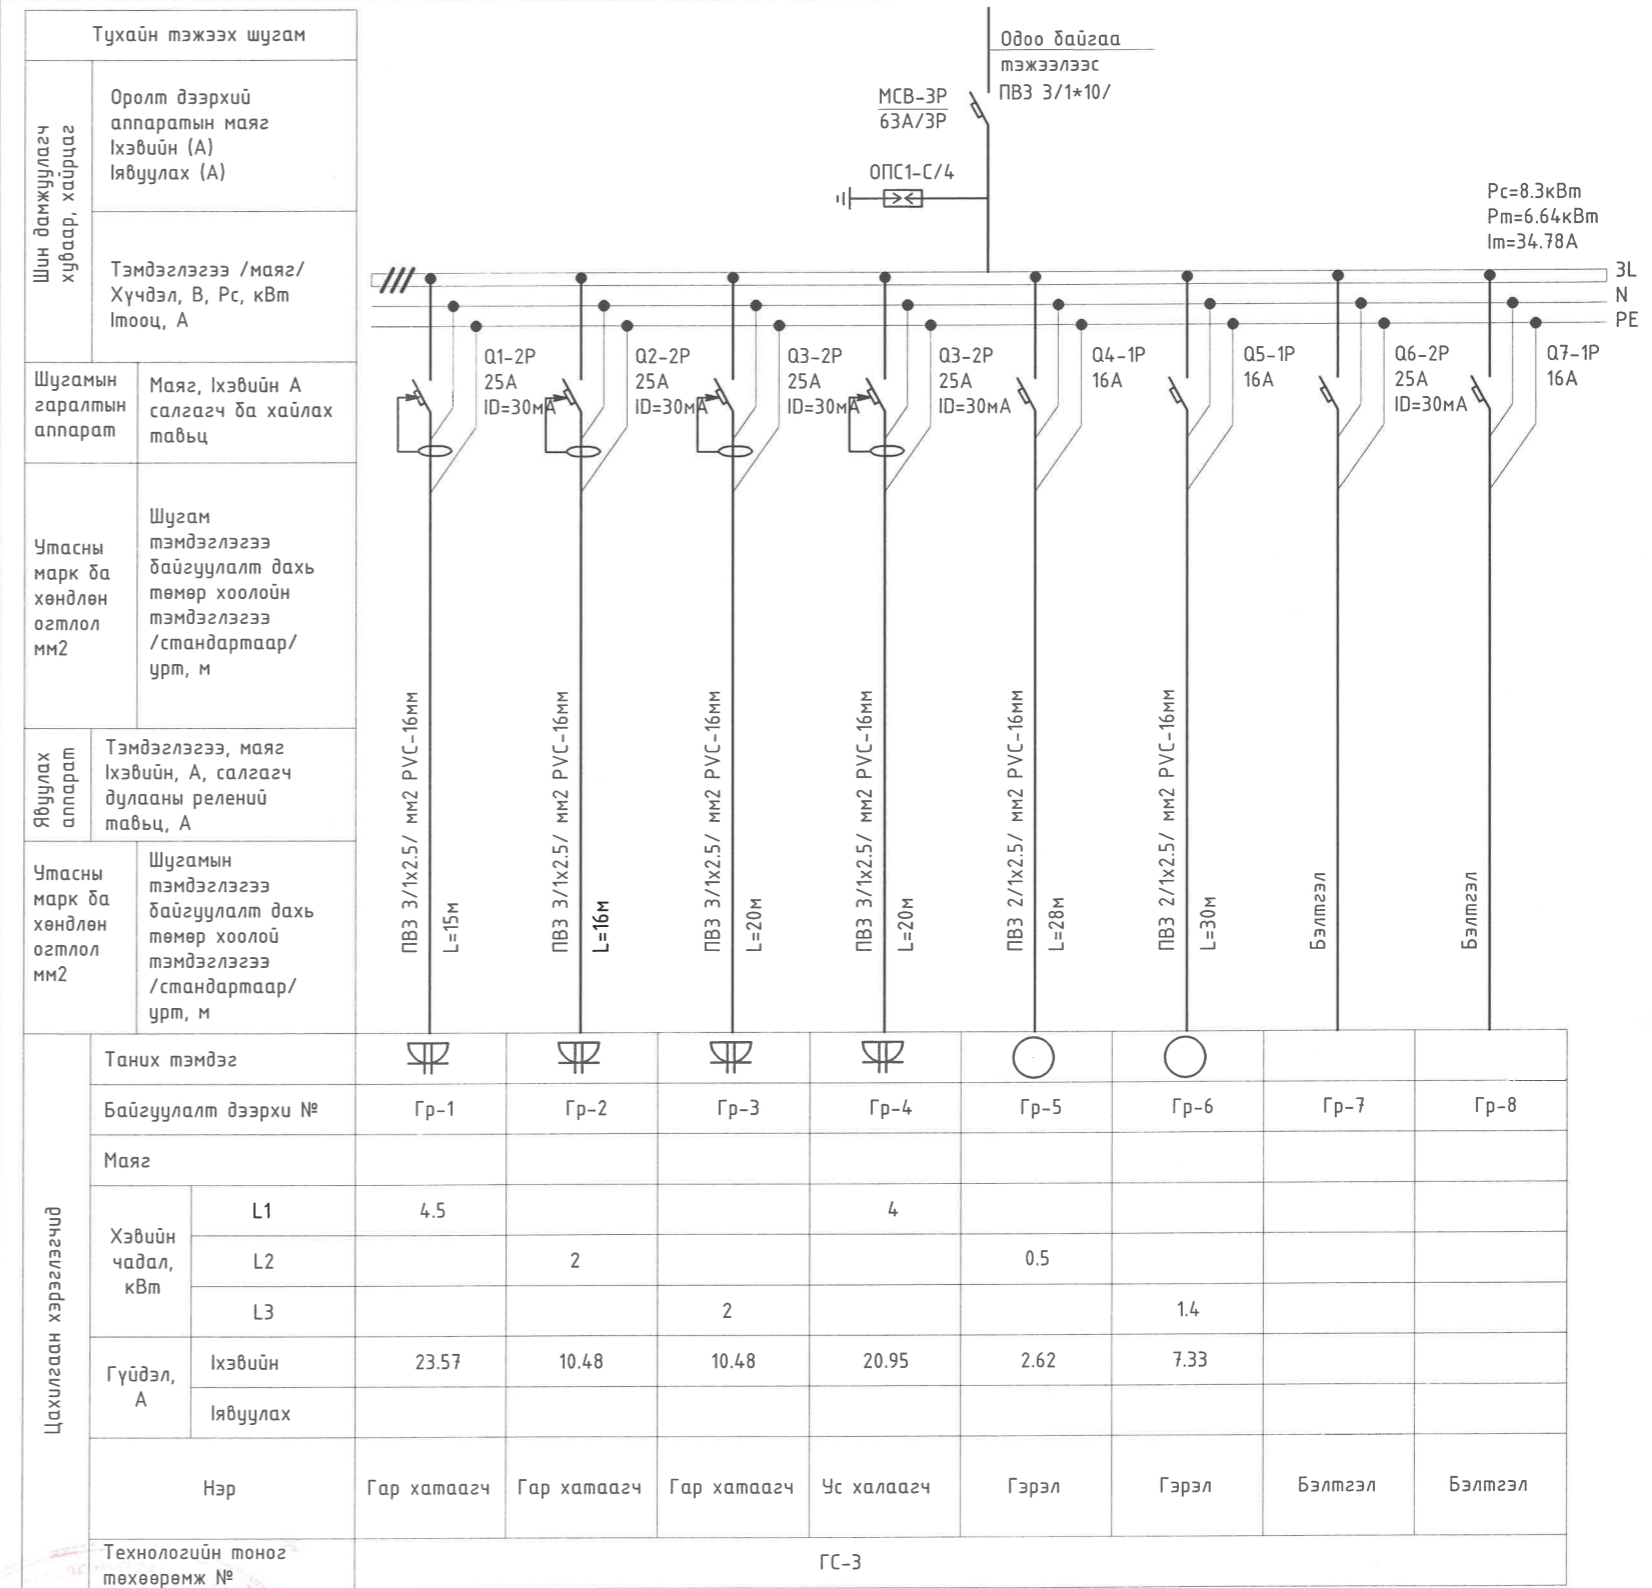 Тухайн тэжээх шугам
Шин дамжуулагч
хуваар, хайрцаг
Оролт дээрхий
аппаратын маяг
Iхэвийн (А)
Iявуулах (А)
Тэмдэглэгээ /маяг/
Хүчдэл, В, Рс, кВт
Iтооц, А
Шугамын
гаралтын
аппарат
Маяг, Iхэвийн А
салгагч ба хайлах
тавьц
Утасны
марк ба
хөндлөн
огтлол
мм2
Шугам
тэмдэглэгээ
байгуулалт дахь
төмөр хоолойн
тэмдэглэгээ
/стандартаар/
урт, м
Явуулах
аппарат
Тэмдэглэгээ, маяг
Iхэвийн, А, салгагч
дулааны релений
тавьц, А
Утасны
марк ба
хөндлөн
огтлол
мм2
Шугамын
тэмдэглэгээ
байгуулалт дахь
төмөр хоолой
тэмдэглэгээ
/стандартаар/
урт, м
Одоо байгаа
тэжээлээс
ПВЗ 3/1*10/
МСВ-3Р
63А/3Р
ОПС1-С/4
Рс=8.3кВт
Рт=6.64кВт
Iт=34.78А
3L
N
PE
Q1-2P
25A
ID=30мА
Q2-2P
25A
ID=30мА
Q3-2P
25A
ID=30мА
Q3-2P
25A
ID=30мА
Q4-1P
16A
Q5-1P
16A
Q6-2P
25A
ID=30мА
Q7-1P
16A
ПВЗ 3/1x2.5/ мм2 PVC-16мм
L=15м
ПВЗ 3/1x2.5/ мм2 PVC-16мм
L=16м
ПВЗ 3/1x2.5/ мм2 PVC-16мм
L=20м
ПВЗ 3/1x2.5/ мм2 PVC-16мм
L=20м
ПВЗ 2/1x2.5/ мм2 PVC-16мм
L=28м
ПВЗ 2/1x2.5/ мм2 PVC-16мм
L=30м
Бэлтгэл
Бэлтгэл
Цахилгаан хэрэглэгчид
Таних тэмдэг
Байгуулалт дээрхи № Гр-1 Гр-2 Гр-3 Гр-4 Гр-5 Гр-6 Гр-7 Гр-8
Маяг
Хэвийн
чадал,
кВт
L1 4.5 4
L2 2 0.5
L3 2 1.4
Гүйдэл,
А
Iхэвийн 23.57 10.48 10.48 20.95 2.62 7.33
Iявуулах
Нэр Гар хатаагч Гар хатаагч Гар хатаагч Ус халаагч Гэрэл Гэрэл Бэлтгэл Бэлтгэл
Технологийн тоног
төхөөрөмж №
ГС-3